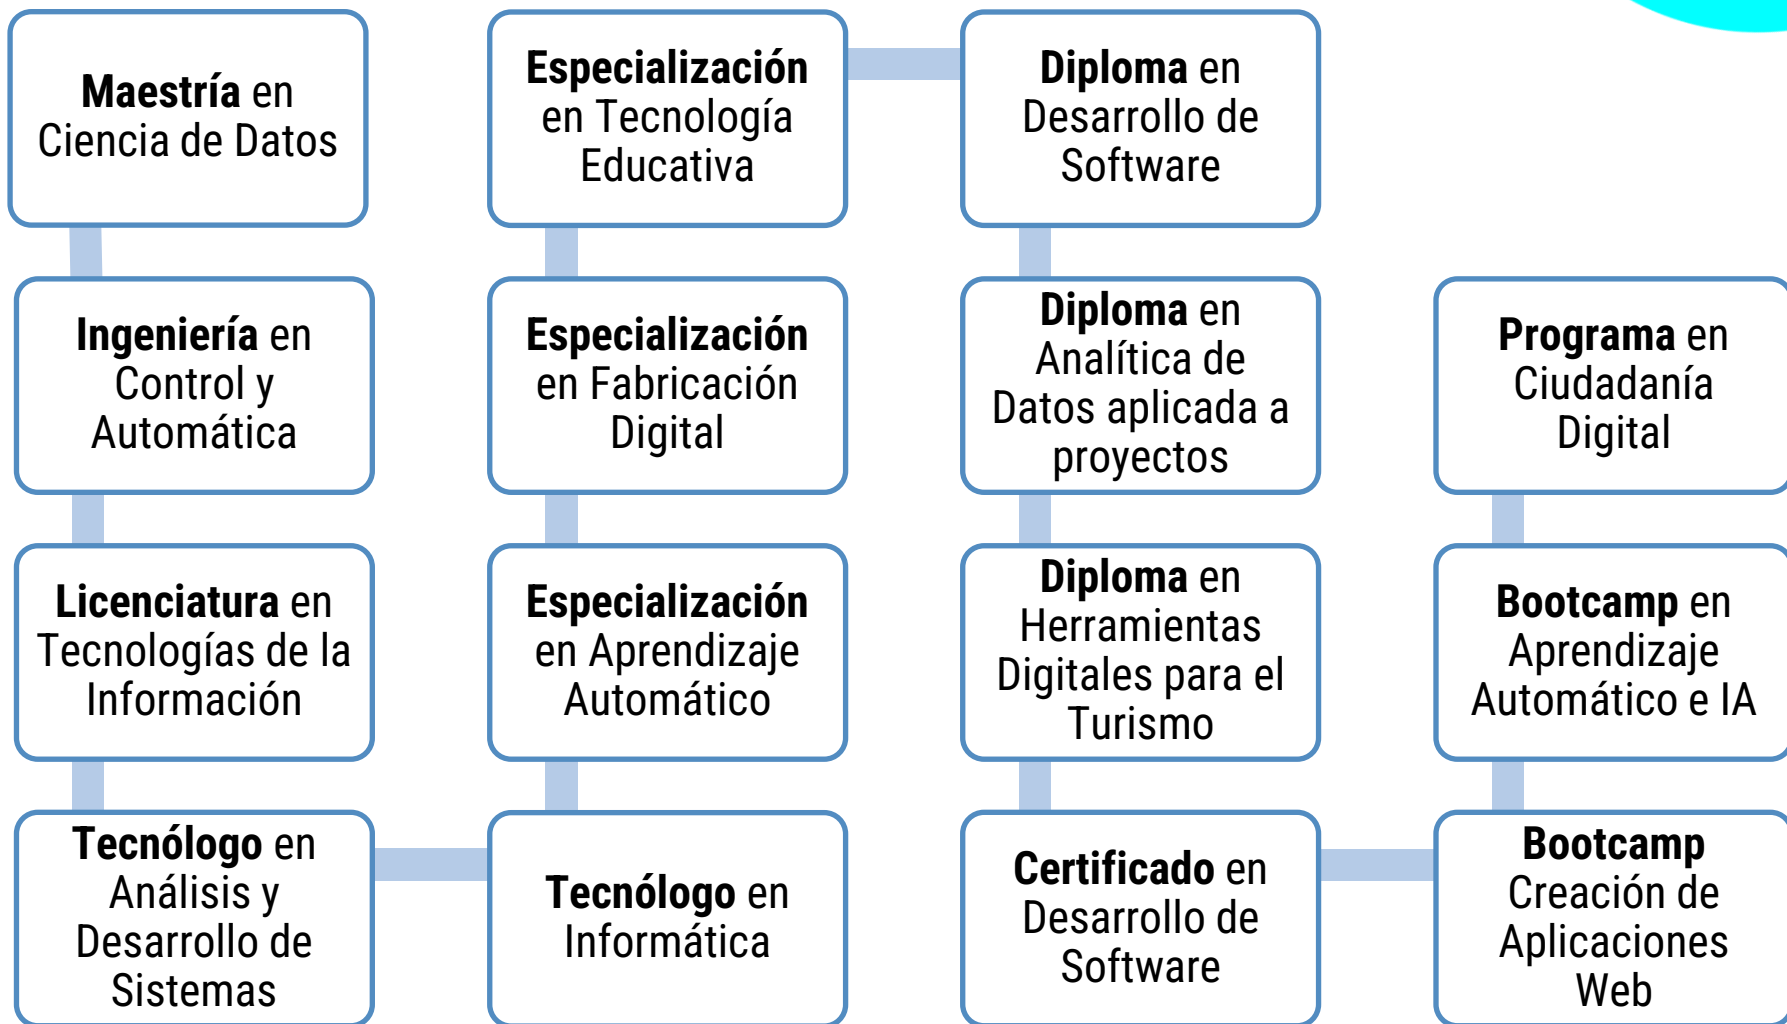 Maestría en
Ciencia de Datos
Ingeniería en
Control y
Automática
Licenciatura en
Tecnologías de la
Información
Tecnólogo en
Análisis y
Desarrollo de
Sistemas
Tecnólogo en
Informática
Especialización
en Aprendizaje
Automático
Especialización
en Fabricación
Digital
Especialización
en Tecnología
Educativa
Diploma en
Desarrollo de
Software
Diploma en
Analítica de
Datos aplicada a
proyectos
Diploma en
Herramientas
Digitales para el
Turismo
Certificado en
Desarrollo de
Software
Bootcamp
Creación de
Aplicaciones
Web
Bootcamp en
Aprendizaje
Automático e IA
Programa en
Ciudadanía
Digital